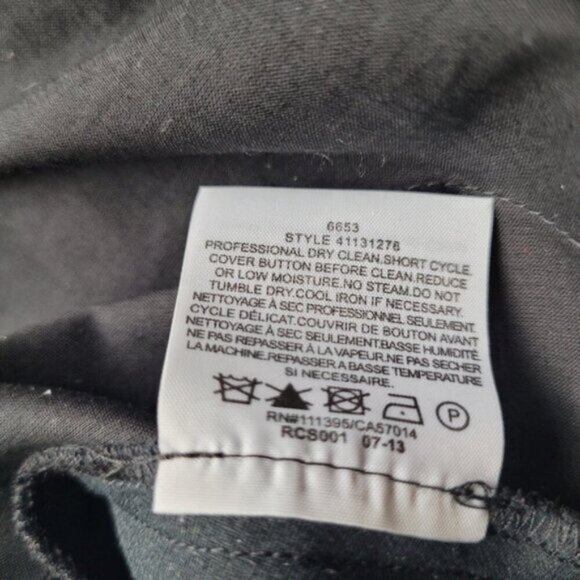 6653
STYLE 41131276
PROFESSIONAL DRY CLEAN.SHORT CYCLE.
COVER BUTTON BEFORE CLEAN.REDUCE
OR LOW MOISTURE.NO STEAM.DO NOT
TUMBLE DRY.COOL IRON IF NECESSARY.
NETTOYAGE À SEC PROFESSIONNEL SEULEMENT.
CYCLE DÉLICAT.COUVRIR DE BOUTON AVANT
NETTOYAGE À SEC SEULEMENT.BASSE HUMIDITÉ.
NE PAS REPASSER À LA VAPEUR.NE PAS SÉCHER
LA MACHINE.REPASSER A BASSE TEMPERATURE
SI NECESSAIRE.
P
RN#111395/CA57014
RCS001 07-13